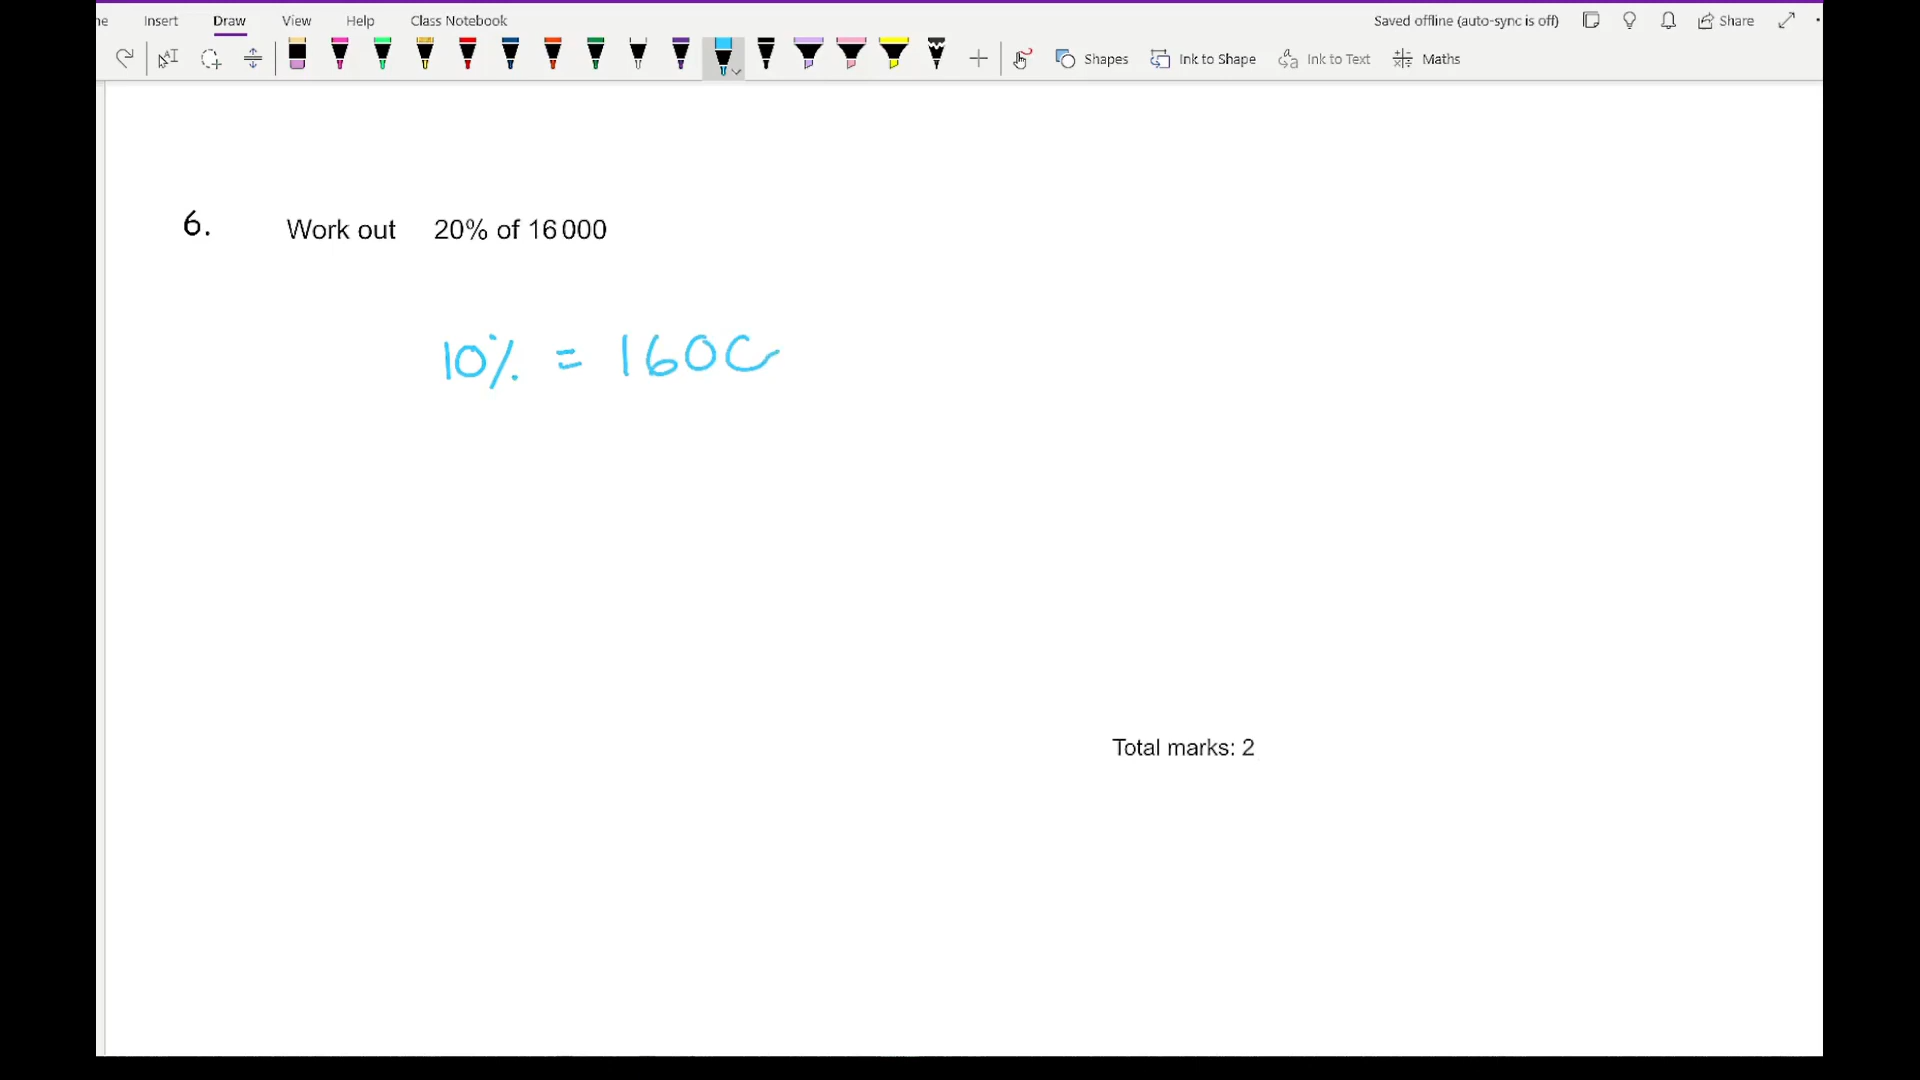 Insert Draw View Help Class Notebook Saved offline (auto-sync is off) Share
Shapes Ink to Shape Ink to Text Maths
6. Work out 20% of 16 000
10% = 1600
Total marks: 2